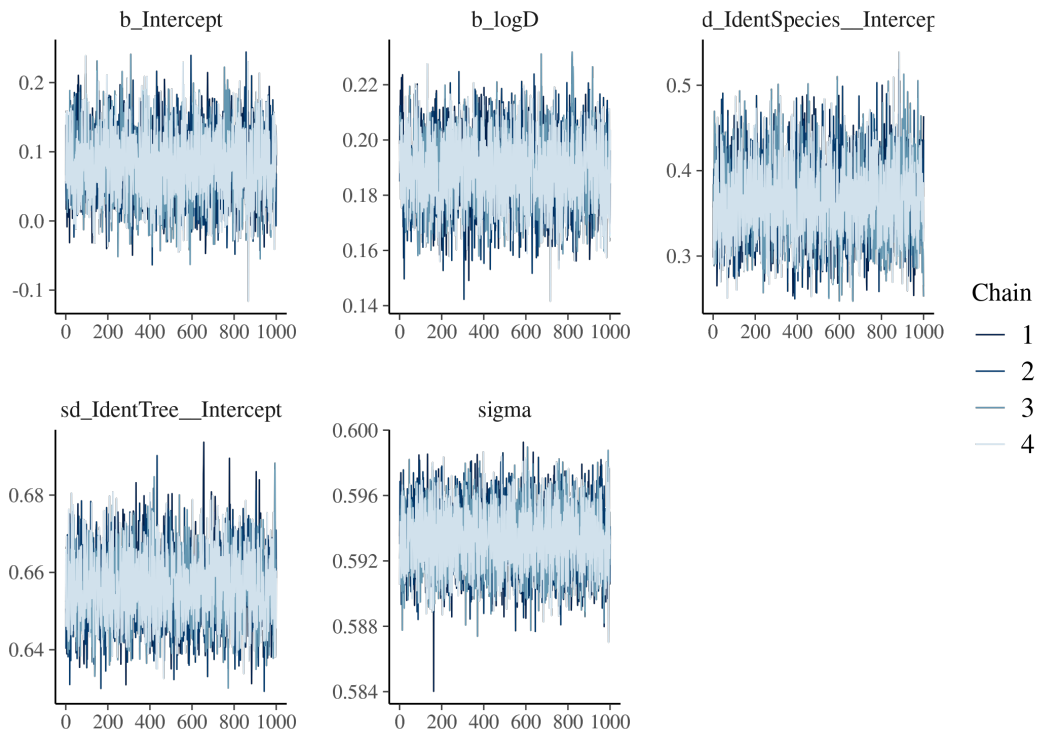 b_Intercept
b_logD
d_IdentSpecies__Intercep
0.2
0.1
0.0
-0.1
0 200 400 600 800 1000
0.22
0.20
0.18
0.16
0.14
0 200 400 600 800 1000
0.5
0.4
0.3
0 200 400 600 800 1000
Chain
1
2
3
4
sd_IdentTree__Intercept
sigma
0.68
0.66
0.64
0 200 400 600 800 1000
0.600
0.596
0.592
0.588
0.584
0 200 400 600 800 1000